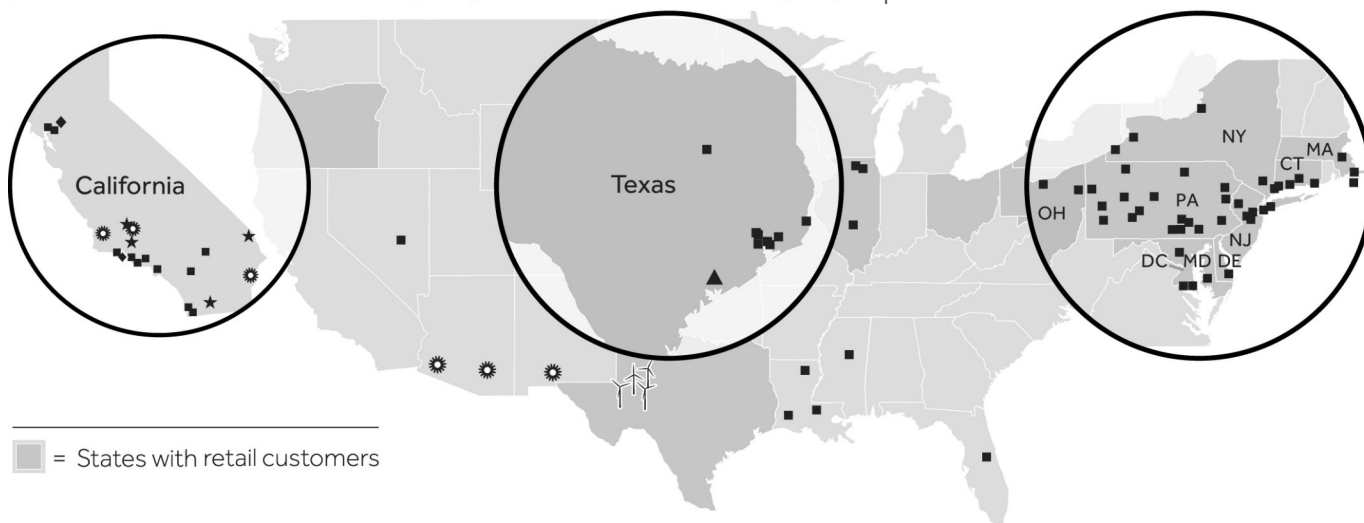 NY
MA
CT
California
Texas
OH
PA
NJ
DC
MD
DE
= States with retail customers